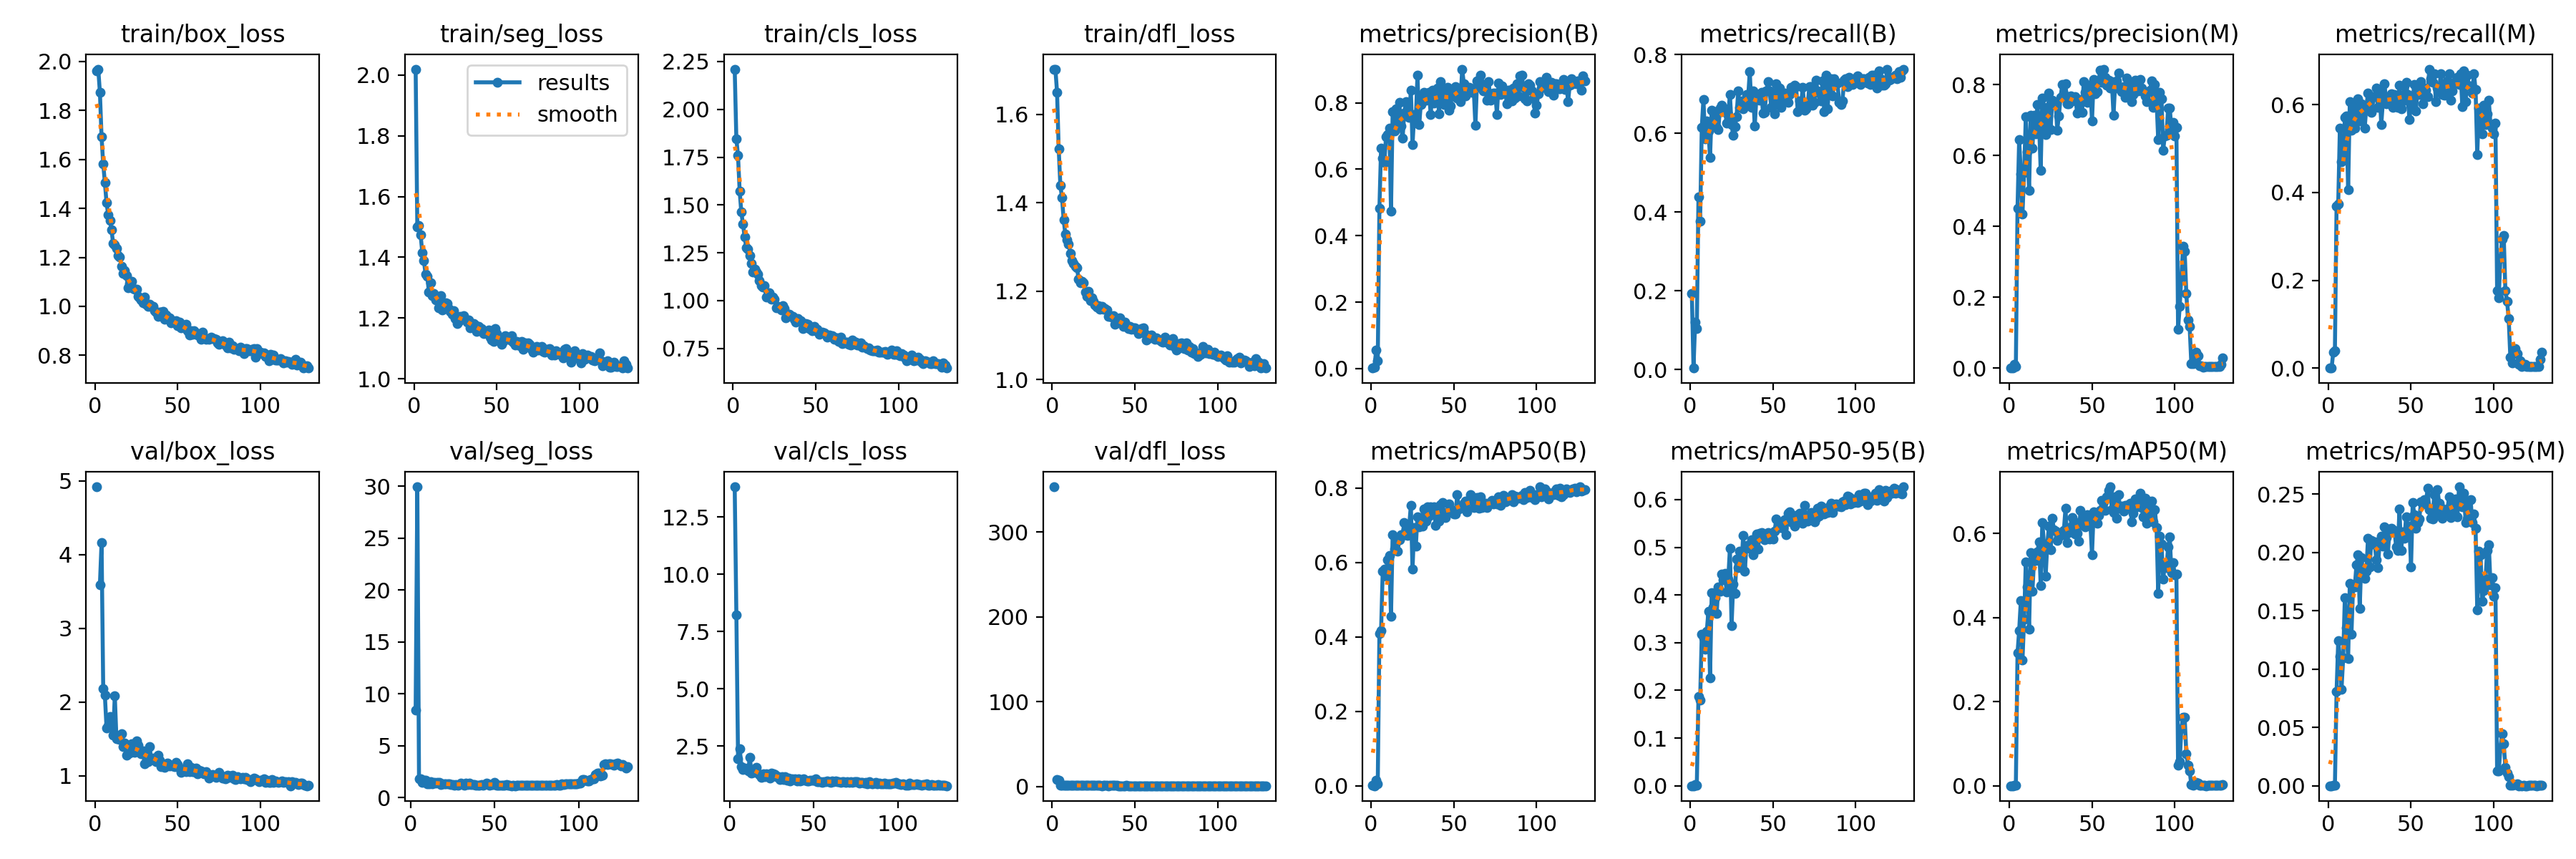 train/box_loss
train/seg_loss
train/cls_loss
train/dfl_loss
metrics/precision(B)
metrics/recall(B)
metrics/precision(M)
metrics/recall(M)
2.0
1.8
1.6
1.4
1.2
1.0
0.8
0 50 100
results
smooth
2.0
1.8
1.6
1.4
1.2
1.0
0 50 100
2.25
2.00
1.75
1.50
1.25
1.00
0.75
0 50 100
1.6
1.4
1.2
1.0
0 50 100
0.8
0.6
0.4
0.2
0.0
0 50 100
0.8
0.6
0.4
0.2
0.0
0 50 100
0.8
0.6
0.4
0.2
0.0
0 50 100
0.6
0.4
0.2
0.0
0 50 100
val/box_loss
val/seg_loss
val/cls_loss
val/dfl_loss
metrics/mAP50(B)
metrics/mAP50-95(B)
metrics/mAP50(M)
metrics/mAP50-95(M)
5
4
3
2
1
0 50 100
30
25
20
15
10
5
0
0 50 100
12.5
10.0
7.5
5.0
2.5
0 50 100
300
200
100
0
0 50 100
0.8
0.6
0.4
0.2
0.0
0 50 100
0.6
0.5
0.4
0.3
0.2
0.1
0.0
0 50 100
0.6
0.4
0.2
0.0
0 50 100
0.25
0.20
0.15
0.10
0.05
0.00
0 50 100